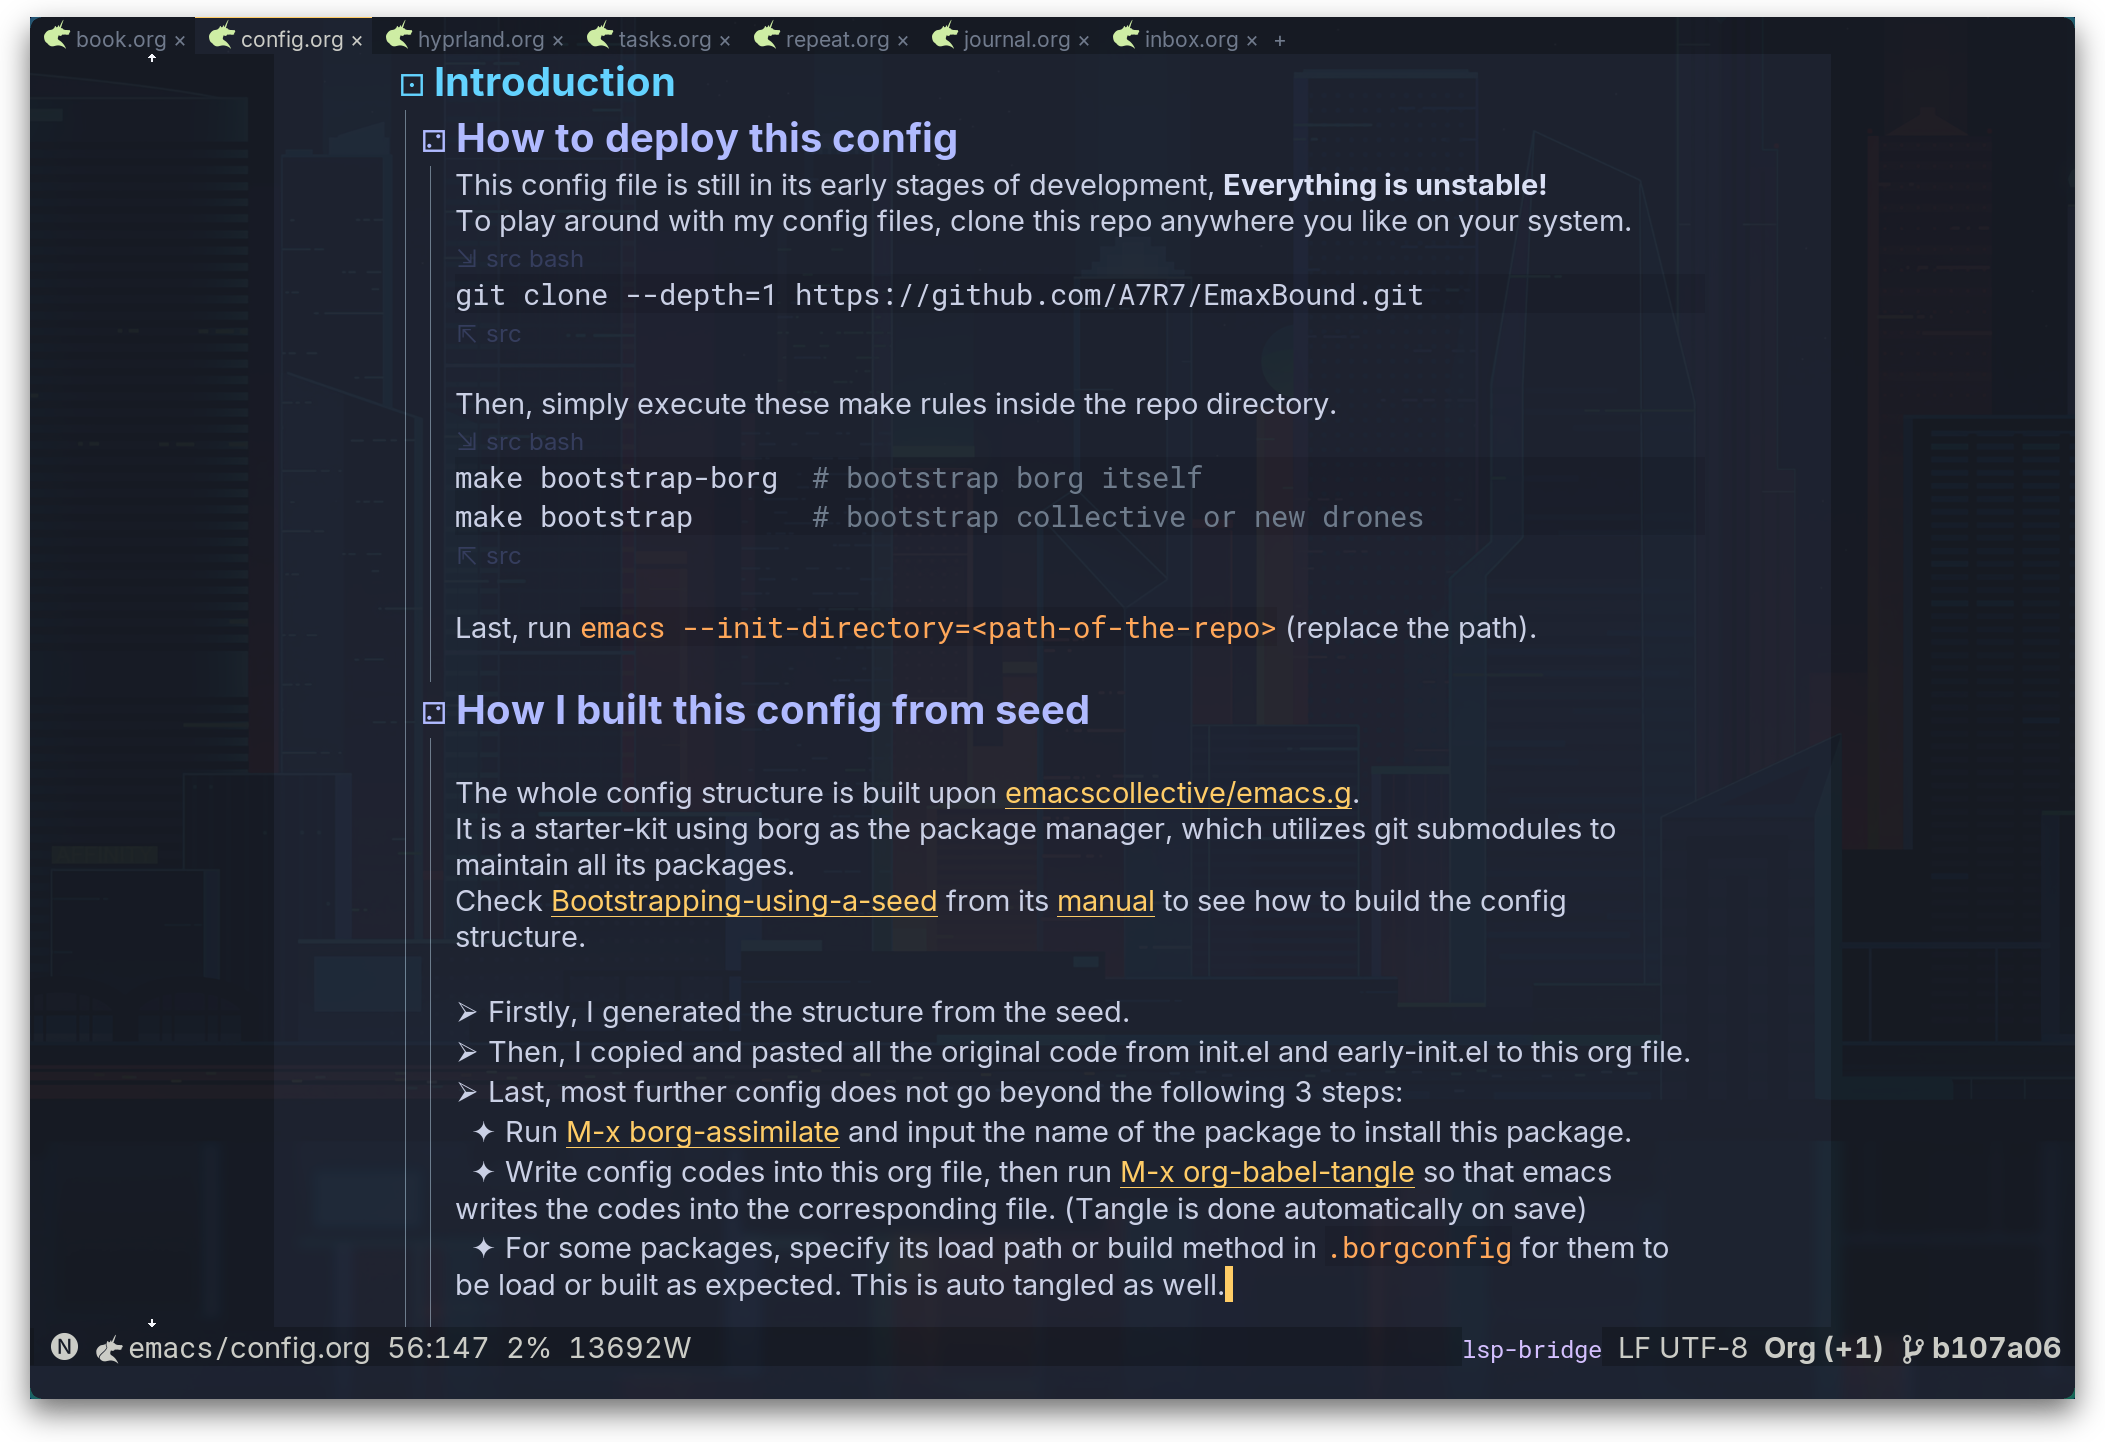 book.org × config.org × hyprland.org × tasks.org × repeat.org × journal.org × inbox.org × +
Introduction
How to deploy this config
This config file is still in its early stages of development, Everything is unstable!
To play around with my config files, clone this repo anywhere you like on your system.
src bash
git clone --depth=1 https://github.com/A7R7/EmaxBound.git
src
Then, simply execute these make rules inside the repo directory.
src bash
make bootstrap-borg  # bootstrap borg itself
make bootstrap       # bootstrap collective or new drones
src
Last, run emacs --init-directory=<path-of-the-repo> (replace the path).
How I built this config from seed
The whole config structure is built upon emacscollective/emacs.g.
It is a starter-kit using borg as the package manager, which utilizes git submodules to
maintain all its packages.
Check Bootstrapping-using-a-seed from its manual to see how to build the config
structure.
➢ Firstly, I generated the structure from the seed.
➢ Then, I copied and pasted all the original code from init.el and early-init.el to this org file.
➢ Last, most further config does not go beyond the following 3 steps:
✦ Run M-x borg-assimilate and input the name of the package to install this package.
✦ Write config codes into this org file, then run M-x org-babel-tangle so that emacs
writes the codes into the corresponding file. (Tangle is done automatically on save)
✦ For some packages, specify its load path or build method in .borgconfig for them to
be load or built as expected. This is auto tangled as well.
N emacs/config.org 56:147 2% 13692W lsp-bridge LF UTF-8 Org (+1) b107a06